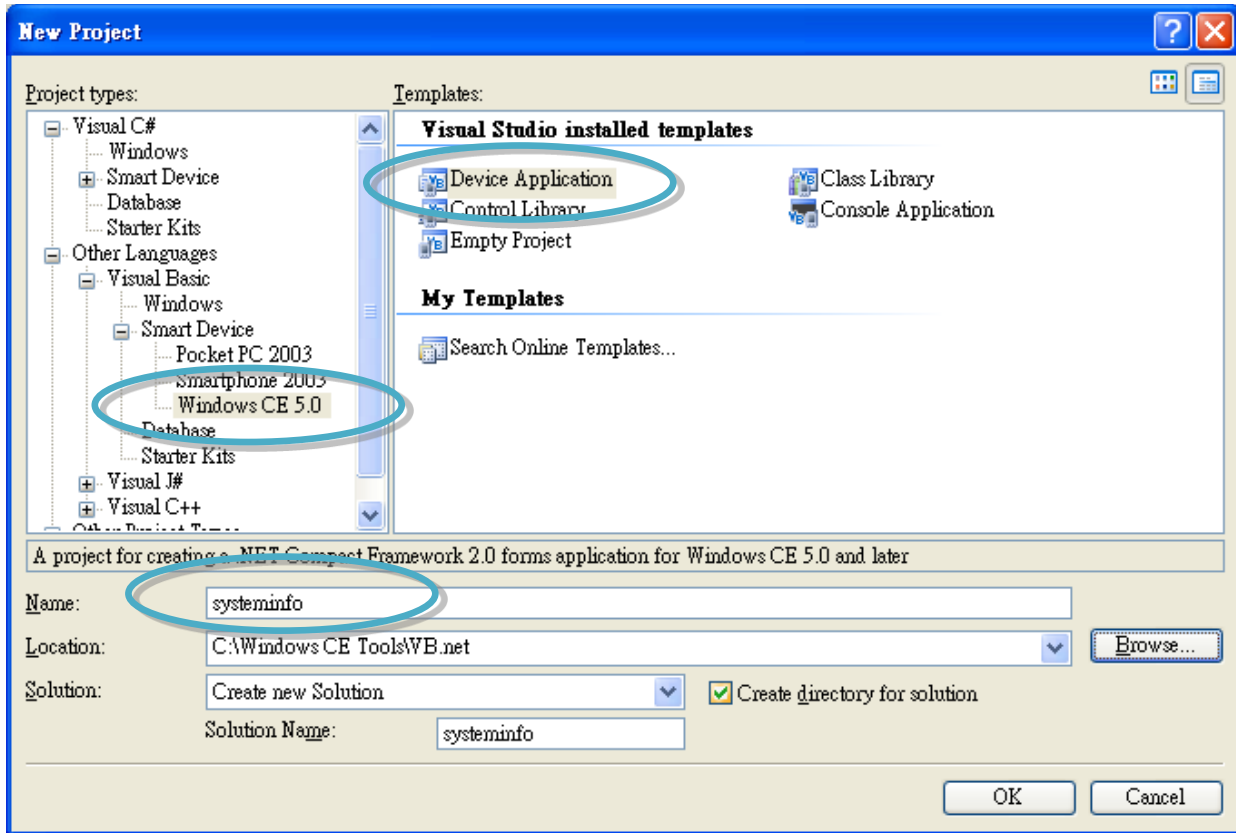 New Project
Project types:
Templates:
Visual C#
Windows
Smart Device
Database
Starter Kits
Other Languages
Visual Basic
Windows
Smart Device
Pocket PC 2003
Smartphone 2003
Windows CE 5.0
Database
Starter Kits
Visual J#
Visual C++
Other Project Types
Visual Studio installed templates
Device Application
Class Library
Control Library
Console Application
Empty Project
My Templates
Search Online Templates...
A project for creating a .NET Compact Framework 2.0 forms application for Windows CE 5.0 and later
Name: systeminfo
Location: C:\Windows CE Tools\VB.net Browse...
Solution: Create new Solution Create directory for solution
Solution Name: systeminfo
OK Cancel